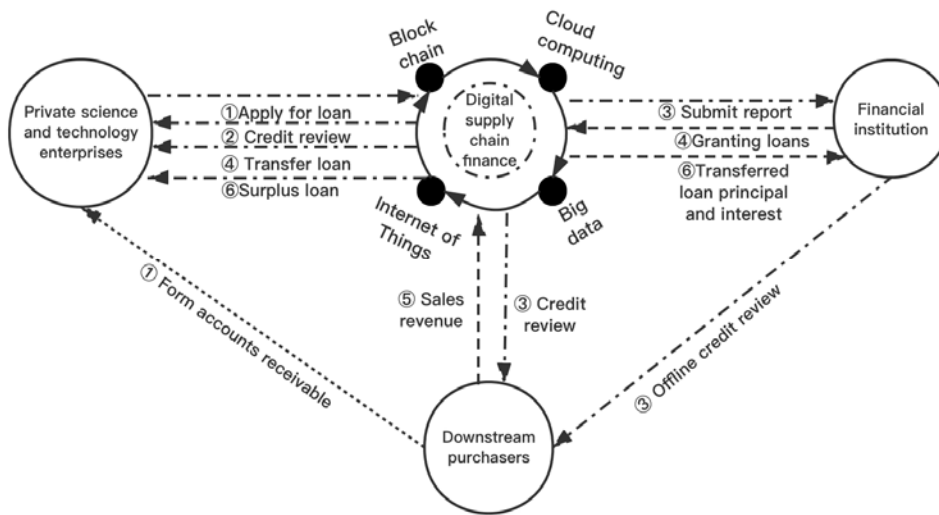 Block
chain
Cloud
computing
Private science
and technology
enterprises
①Apply for loan
② Credit review
④ Transfer loan
⑥Surplus loan
Digital
supply
chain
finance
③ Submit report
④Granting loans
⑥Transferred
loan principal
and interest
Financial
institution
Internet of
Things
Big
data
① Form accounts receivable
⑤ Sales
revenue
③ Credit
review
③ Offline credit review
Downstream
purchasers